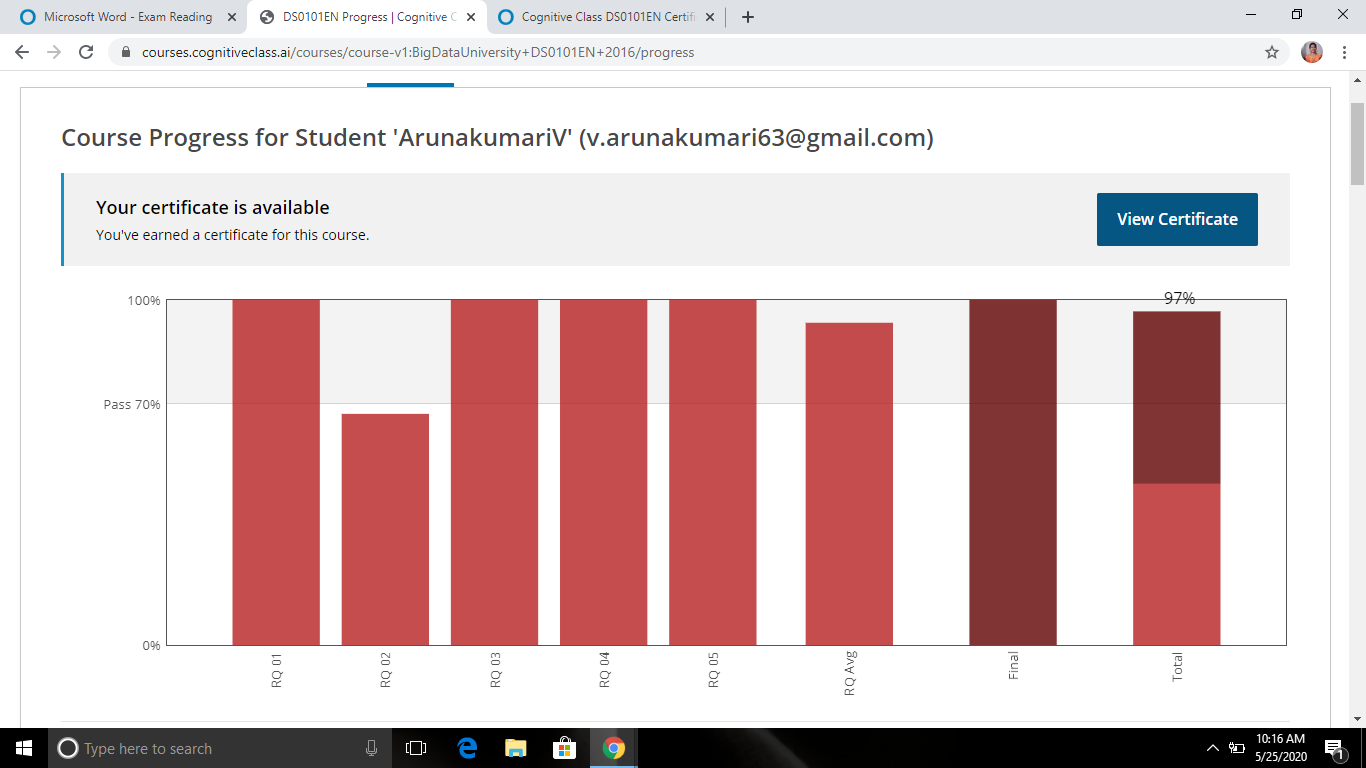 Microsoft Word - Exam Reading
DS0101EN Progress | Cognitive C
Cognitive Class DS0101EN Certifi
courses.cognitiveclass.ai/courses/course-v1:BigDataUniversity+DS0101EN+2016/progress
Course Progress for Student 'ArunakumariV' (v.arunakumari63@gmail.com)
Your certificate is available
You've earned a certificate for this course.
View Certificate
100%
97%
Pass 70%
0%
RQ 01
RQ 02
RQ 03
RQ 04
RQ 05
RQ Avg
Final
Total
Type here to search
10:16 AM
5/25/2020
1